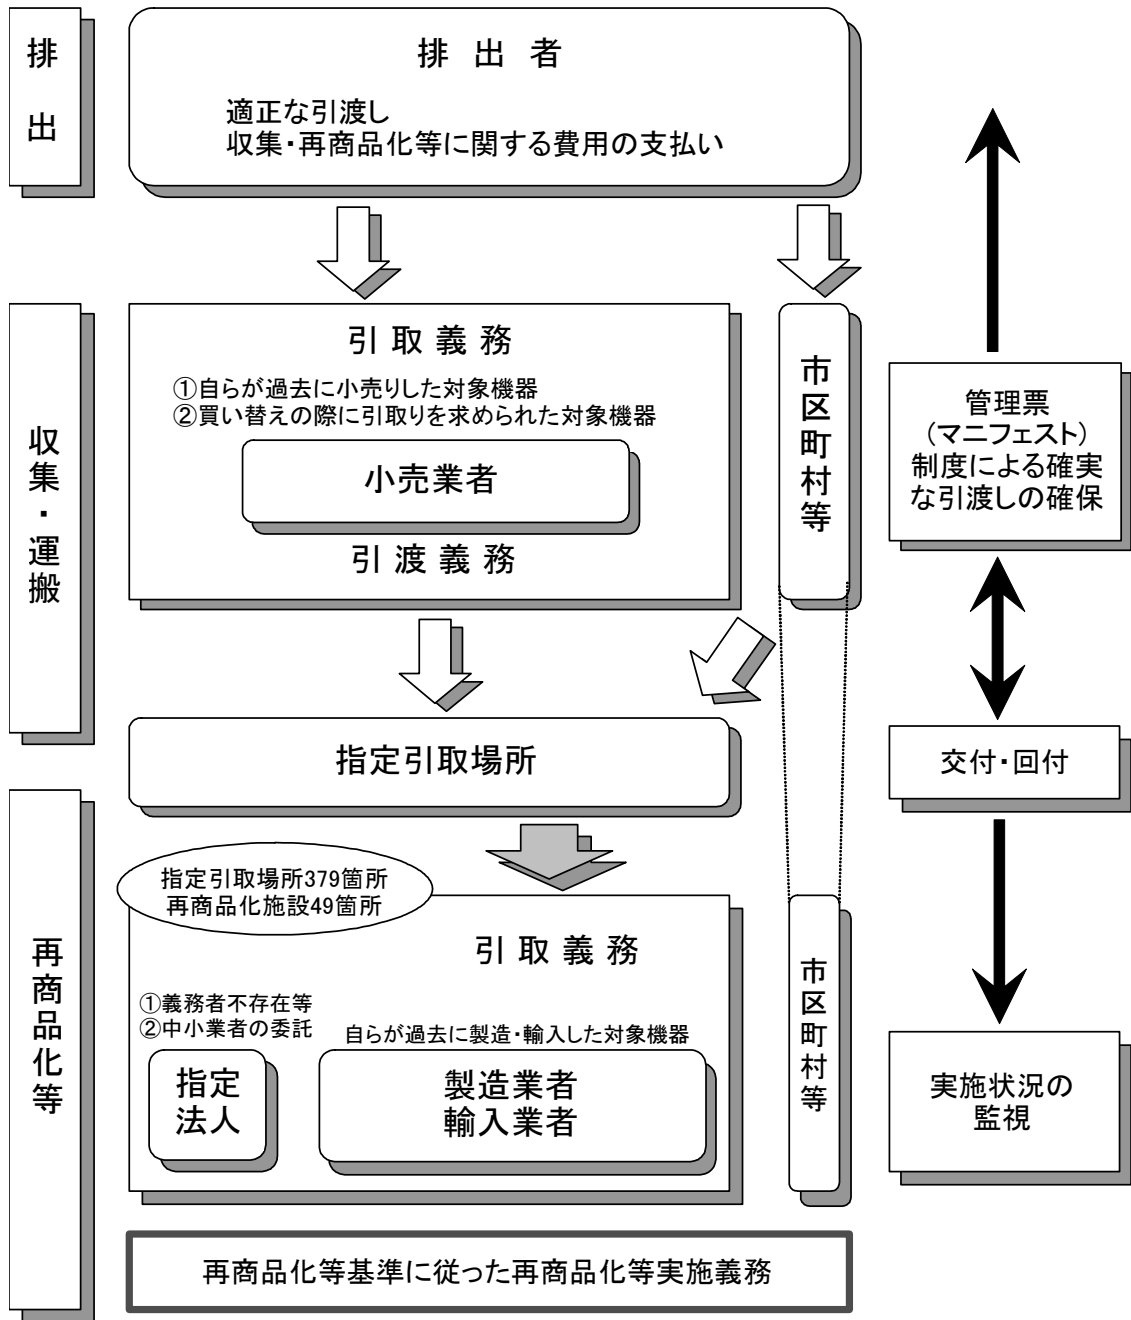 排出
排 出 者
適正な引渡し
収集・再商品化等に関する費用の支払い
収集・運搬
引 取 義 務
①自らが過去に小売りした対象機器
②買い替えの際に引取りを求められた対象機器
小売業者
引 渡 義 務
市区町村等
管理票
（マニフェスト）
制度による確実
な引渡しの確保
指定引取場所
交付・回付
再商品化等
指定引取場所379箇所
再商品化施設49箇所
引 取 義 務
①義務者不存在等
②中小業者の委託
自らが過去に製造・輸入した対象機器
指定
法人
製造業者
輸入業者
市区町村等
実施状況の
監視
再商品化等基準に従った再商品化等実施義務